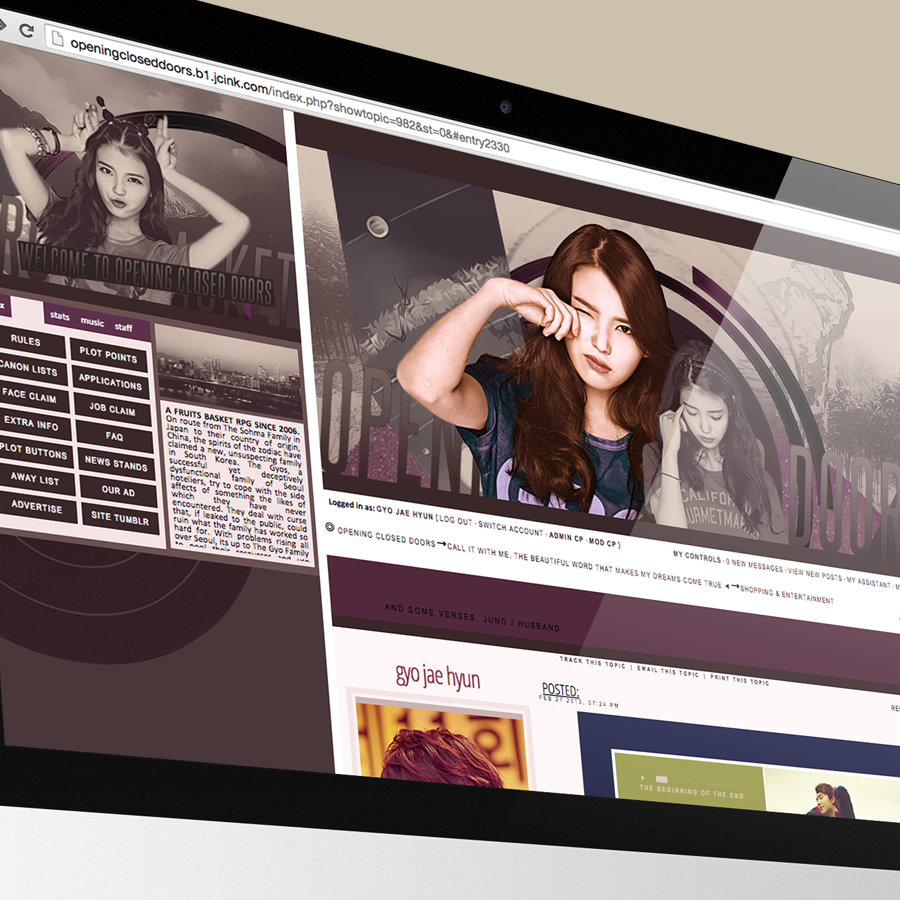 openingcloseddoors.b1.jcink.com/index.php?showtopic=982&st=0&#entry2330
WELCOME TO OPENING CLOSED DOORS
x
stats music staff
RULES
CANON LISTS
FACE CLAIM
EXTRA INFO
PLOT BUTTONS
AWAY LIST
ADVERTISE
PLOT POINTS
APPLICATIONS
JOB CLAIM
FAQ
NEWS STANDS
OUR AD
SITE TUMBLR
A FRUITS BASKET RPG SINCE 2006.
On route from The Sohma Family in
Japan to their country of origin,
China, the spirits of the zodiac have
claimed a new, unsuspecting family
in South Korea. The Gyos, a
successful yet deceptively
dysfunctional family of Seoul
hoteliers, try to cope with the side
affects of something the likes of
which they have never
encountered. They deal with curse
that, if leaked to the public, could
ruin what the family has worked so
hard for. With problems rising all
over Seoul, its up to The Gyo Family
to pool their resources and use
OPEN
DOOR
CALIFOR
Logged in as: GYO JAE HYUN ( LOG OUT · SWITCH ACCOUNT · ADMIN CP · MOD CP )
MY CONTROLS · 0 NEW MESSAGES · VIEW NEW POSTS · MY ASSISTANT · M
OPENING CLOSED DOORS→CALL IT WITH ME, THE BEAUTIFUL WORD THAT MAKES MY DREAMS COME TRUE ◄→SHOPPING & ENTERTAINMENT
AND SOME VERSES, JUNG / HUSBAND
TRACK THIS TOPIC | EMAIL THIS TOPIC | PRINT THIS TOPIC
gyo jae hyun
POSTED:
FEB 27 2013, 07:24 PM
RE
THE BEGINNING OF THE END